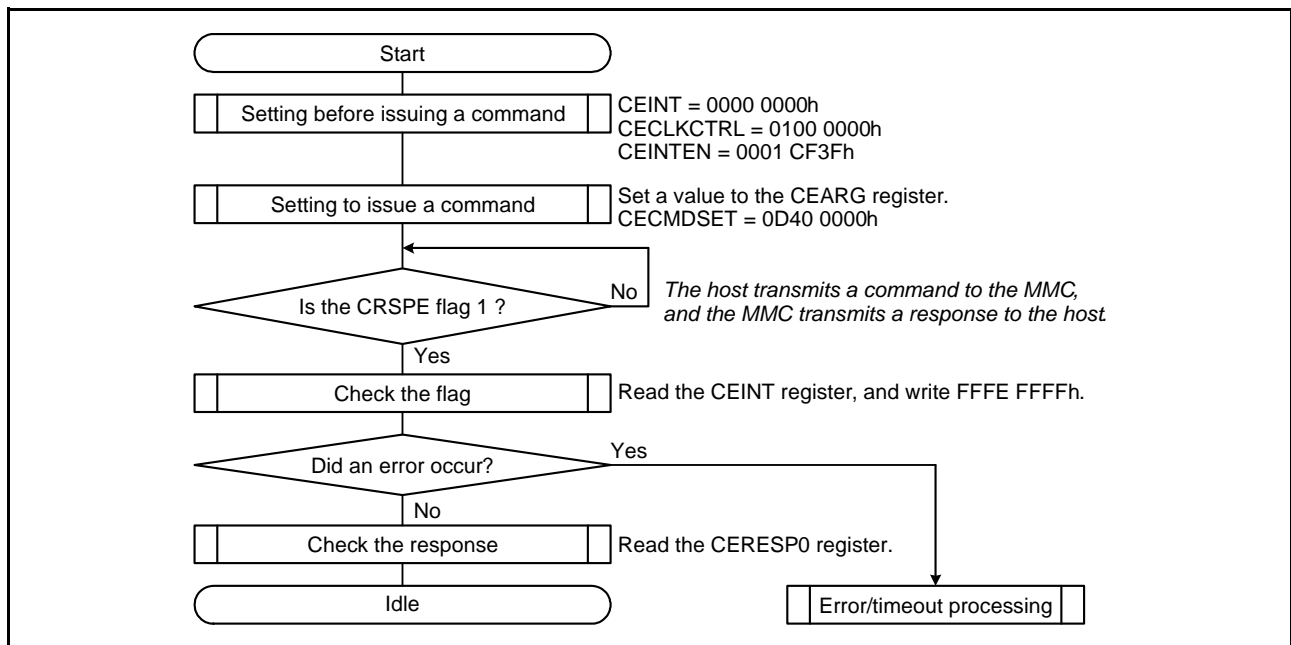 Start
Setting before issuing a command
CEINT = 0000 0000h
CECLKCTRL = 0100 0000h
CEINTEN = 0001 CF3Fh
Setting to issue a command
Set a value to the CEARG register.
CECMDSET = 0D40 0000h
Is the CRSPE flag 1 ?
No
The host transmits a command to the MMC,
and the MMC transmits a response to the host.
Yes
Check the flag
Read the CEINT register, and write FFFE FFFFh.
Did an error occur?
Yes
No
Check the response
Read the CERESP0 register.
Idle
Error/timeout processing